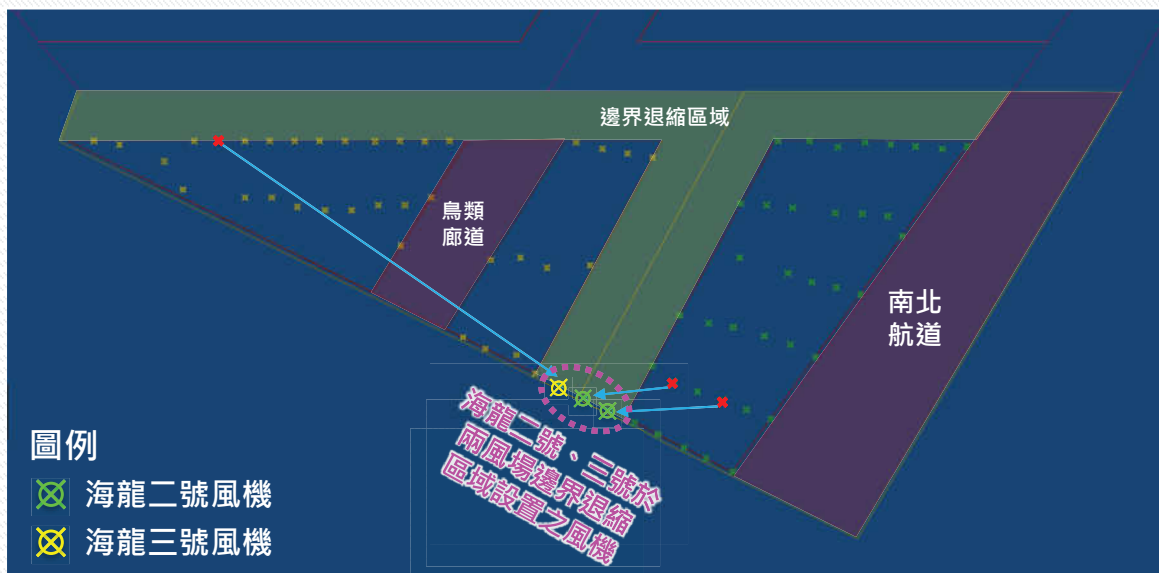 邊界退縮區域
鳥類
廊道
南北
航道
海龍二號、三號於
兩風場邊界退縮
區域設置之風機
圖例
海龍二號風機
海龍三號風機